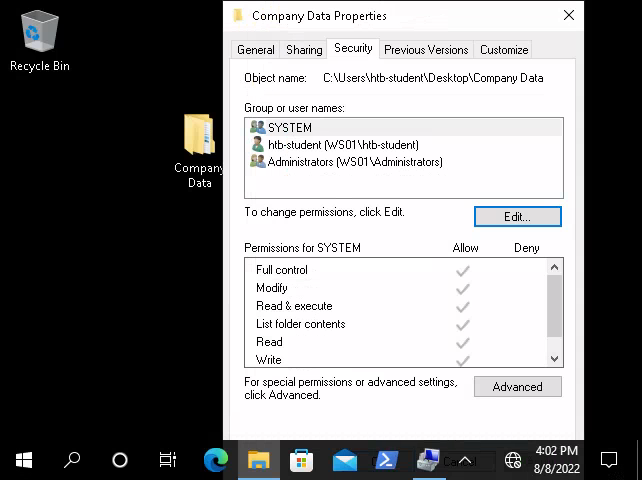 Company Data Properties
Recycle Bin
General
Sharing
Security
Previous Versions
Customize
Object name: C:\Users\htb-student\Desktop\Company Data
Group or user names:
SYSTEM
htb-student (WS01\htb-student)
Administrators (WS01\Administrators)
Company
Data
To change permissions, click Edit.
Edit...
Permissions for SYSTEM Allow Deny
Full control
Modify
Read & execute
List folder contents
Read
Write
For special permissions or advanced settings,
click Advanced.
Advanced
Cancel
4:02 PM
8/8/2022